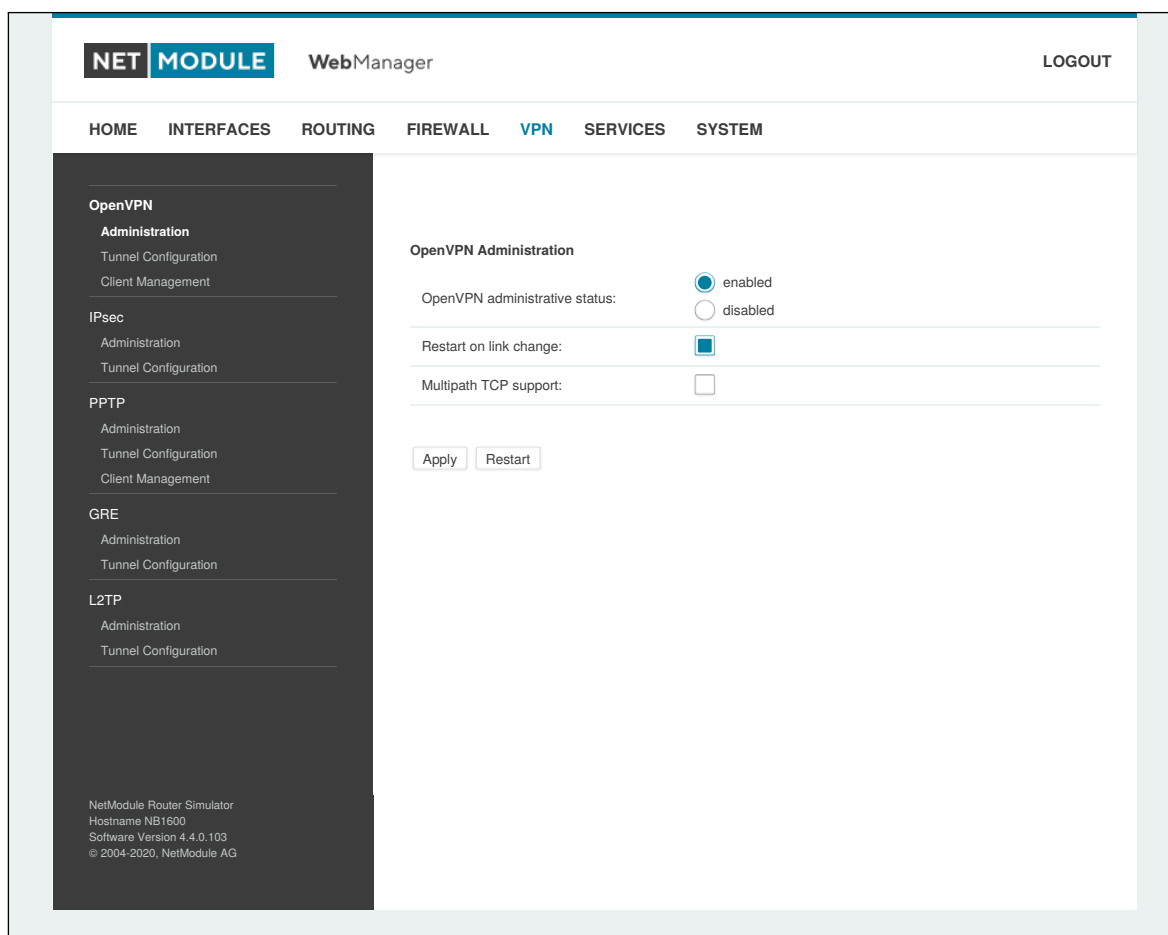 NET MODULE WebManager LOGOUT
HOME INTERFACES ROUTING FIREWALL VPN SERVICES SYSTEM
OpenVPN
Administration
Tunnel Configuration
Client Management
IPsec
Administration
Tunnel Configuration
PPTP
Administration
Tunnel Configuration
Client Management
GRE
Administration
Tunnel Configuration
L2TP
Administration
Tunnel Configuration
NetModule Router Simulator
Hostname NB1600
Software Version 4.4.0.103
© 2004-2020, NetModule AG
OpenVPN Administration
OpenVPN administrative status:
enabled
disabled
Restart on link change:
Multipath TCP support:
Apply Restart